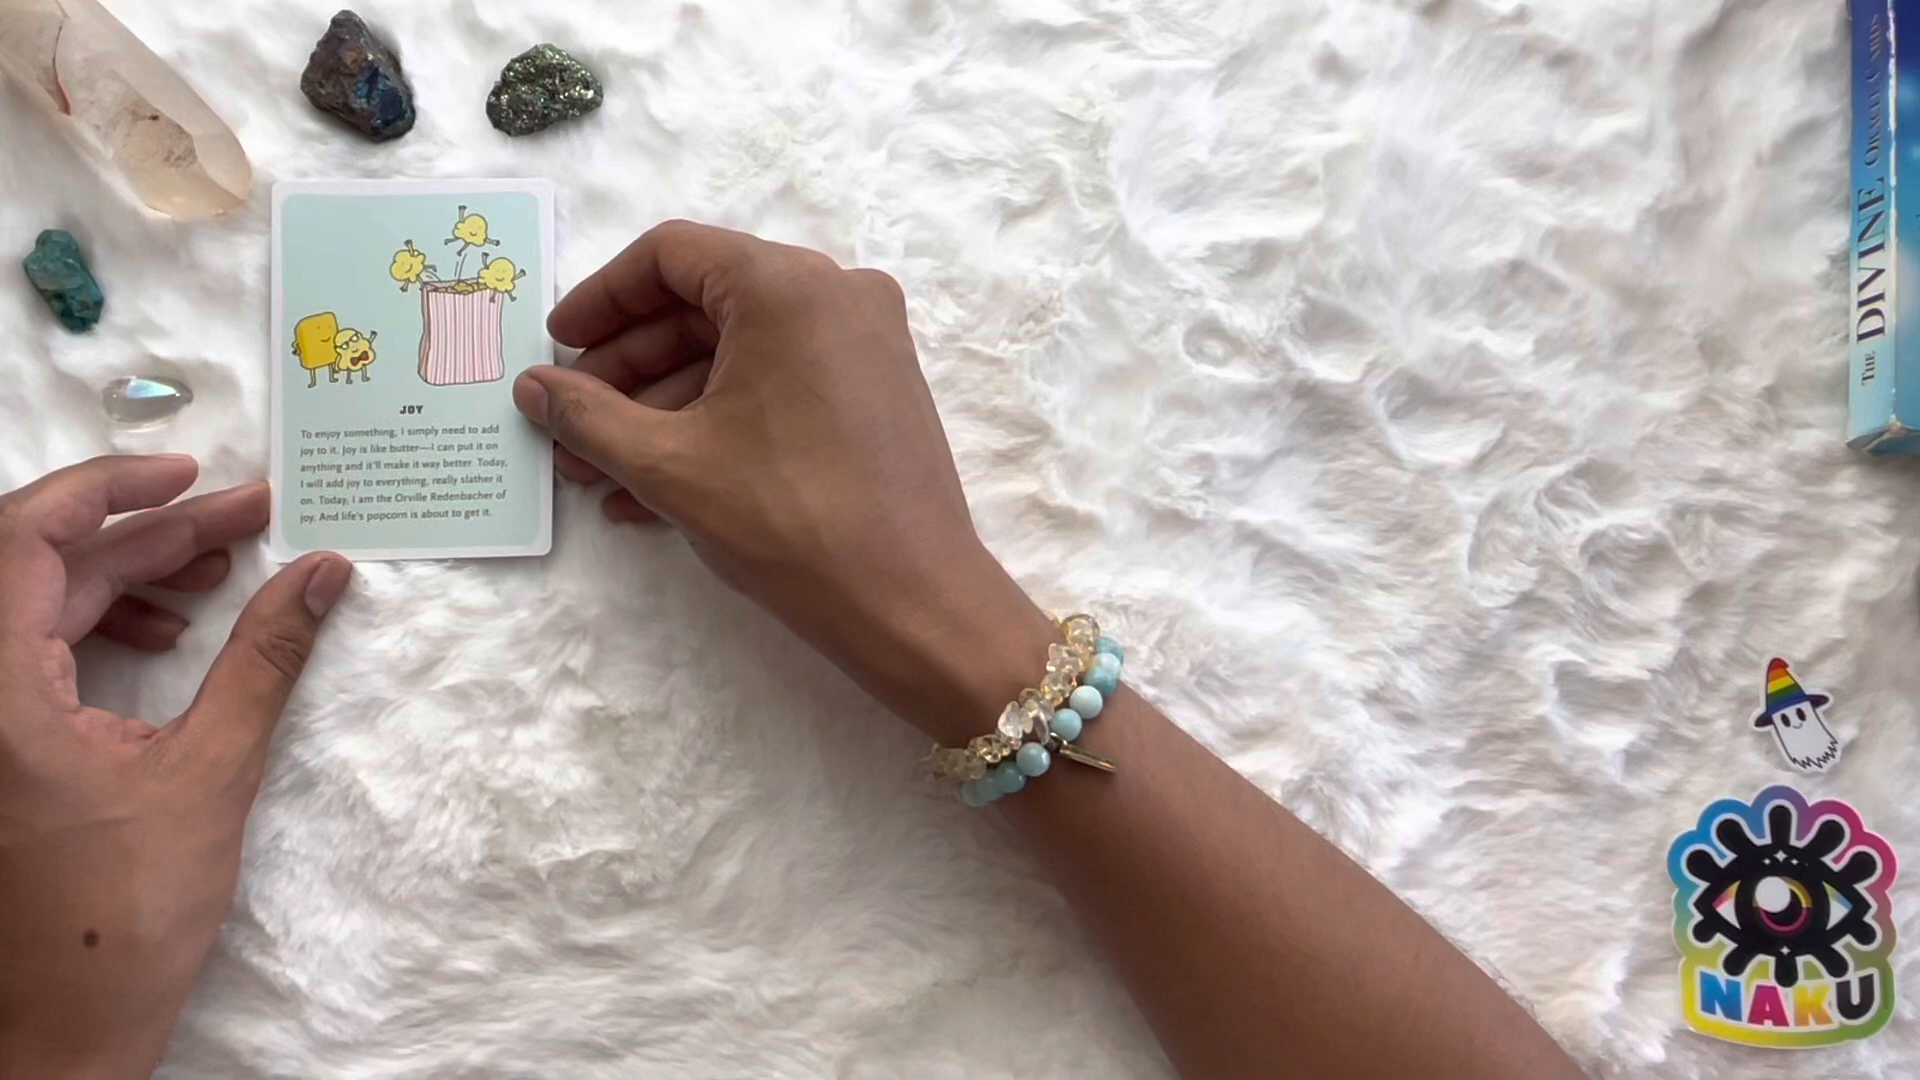 JOY
To enjoy something, I simply need to add
joy to it. Joy is like butter—I can put it on
anything and it'll make it way better. Today,
I will add joy to everything, really slather it
on. Today, I am the Orville Redenbacher of
joy. And life's popcorn is about to get it.
THE DIVINE ORACLE CARDS
NAKU